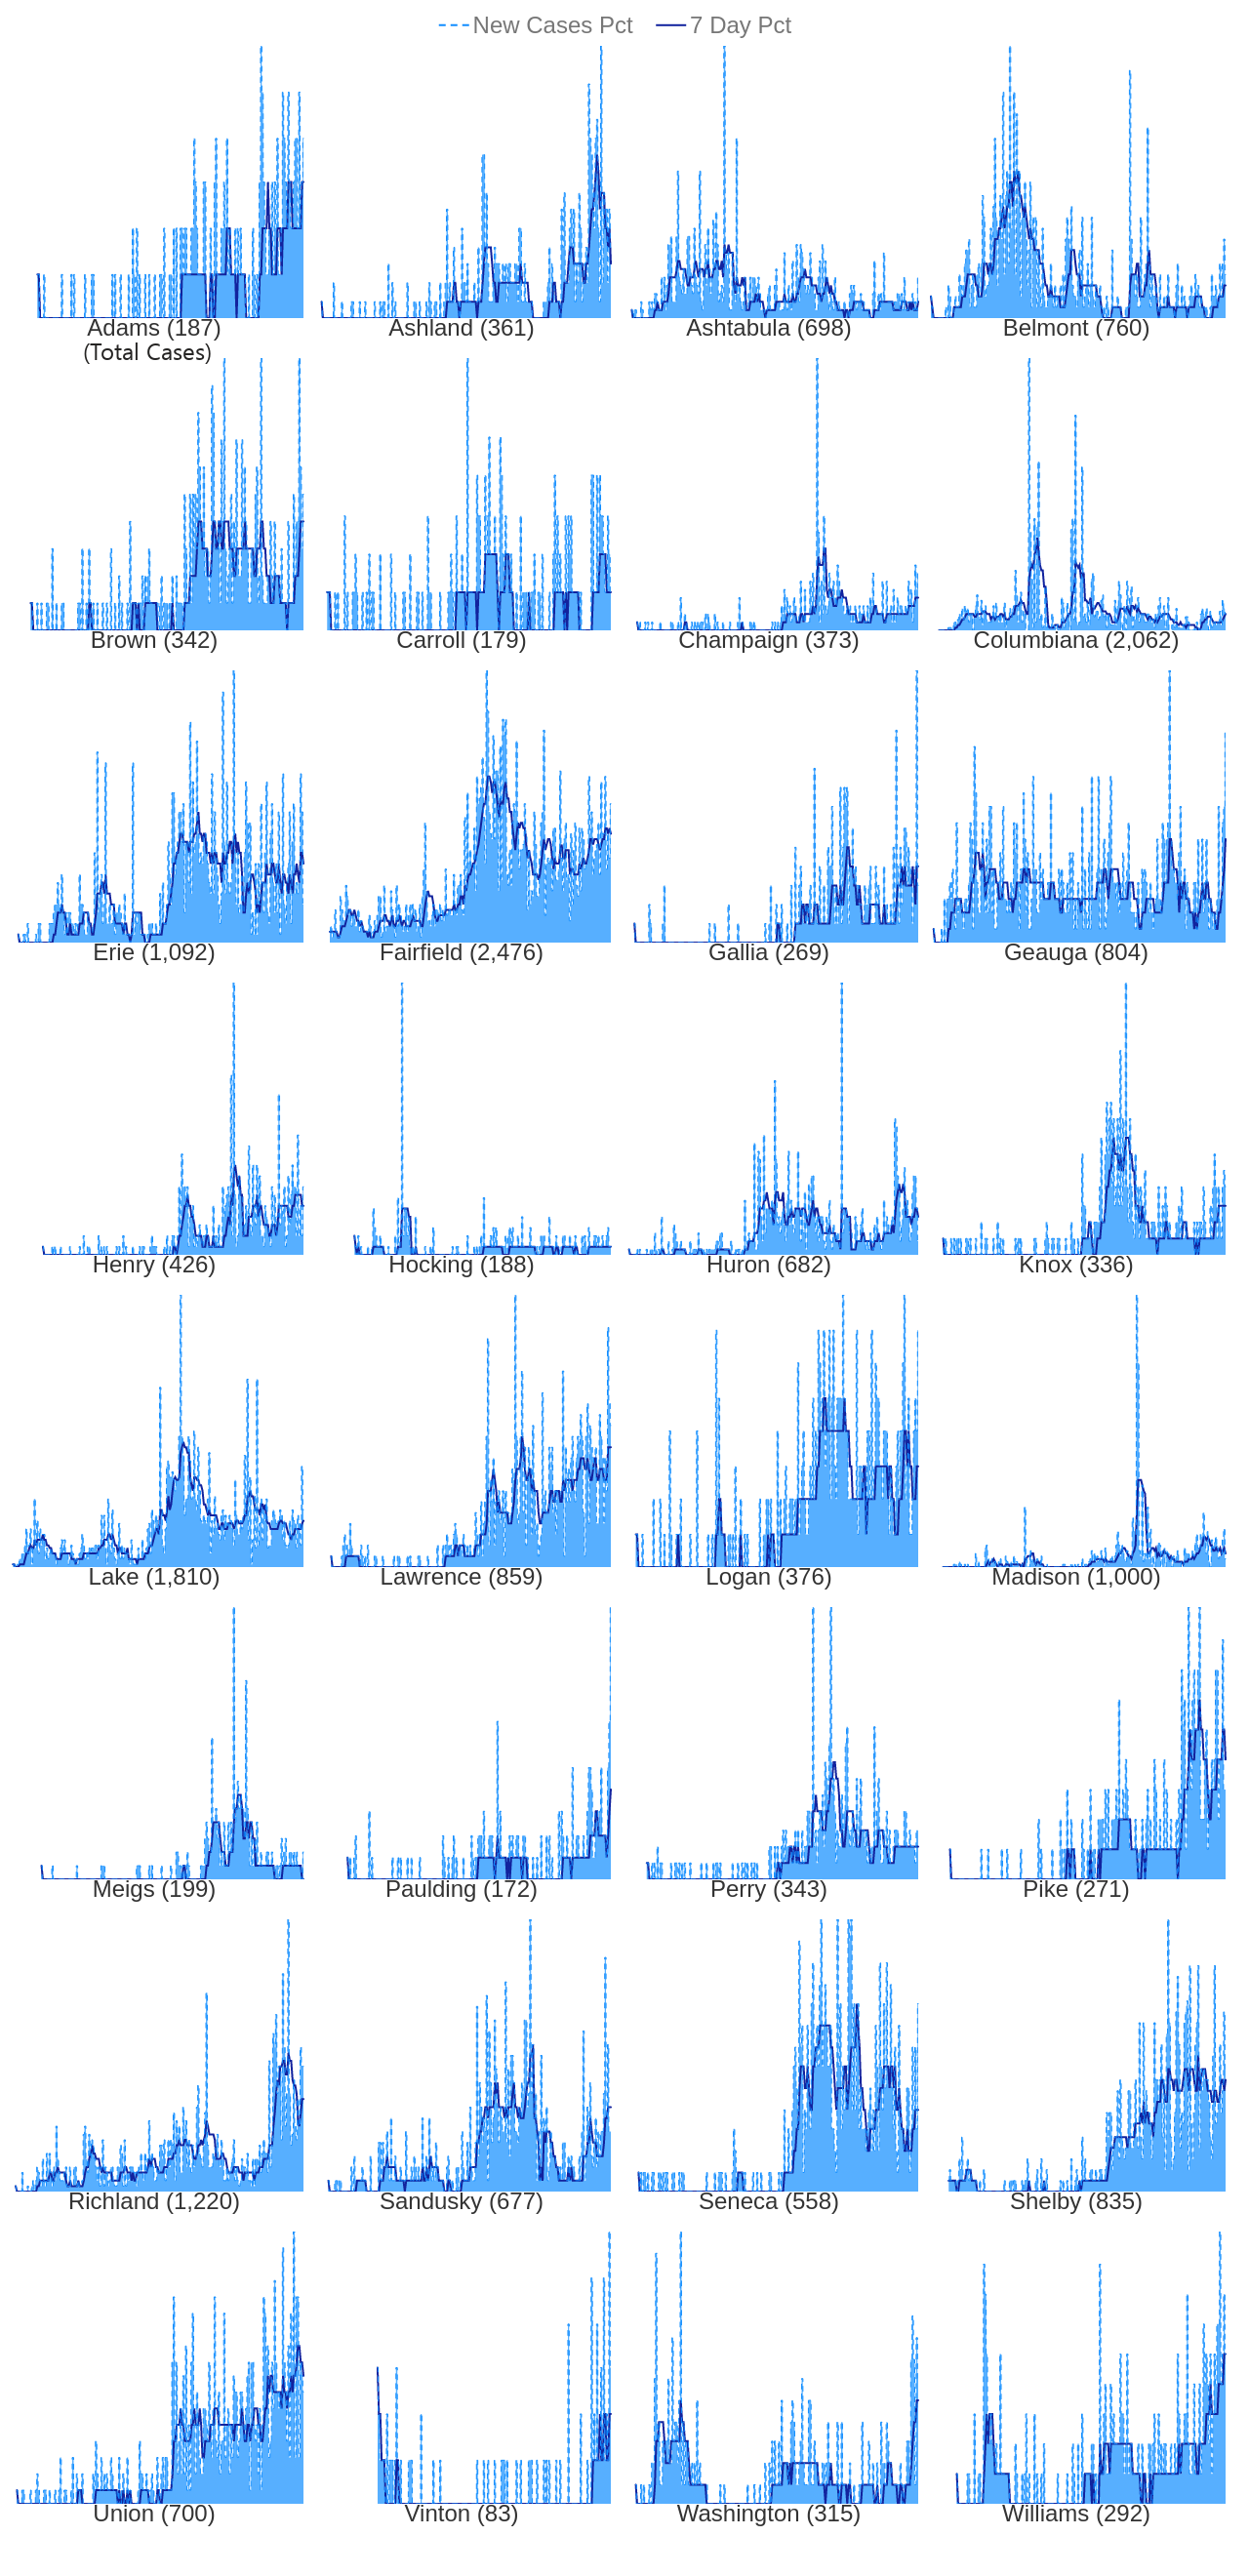 New Cases Pct 7 Day Pct
Adams (187) Ashland (361) Ashtabula (698) Belmont (760)
(Total Cases)
Brown (342) Carroll (179) Champaign (373) Columbiana (2,062)
Erie (1,092) Fairfield (2,476) Gallia (269) Geauga (804)
Henry (426) Hocking (188) Huron (682) Knox (336)
Lake (1,810) Lawrence (859) Logan (376) Madison (1,000)
Meigs (199) Paulding (172) Perry (343) Pike (271)
Richland (1,220) Sandusky (677) Seneca (558) Shelby (835)
Union (700) Vinton (83) Washington (315) Williams (292)